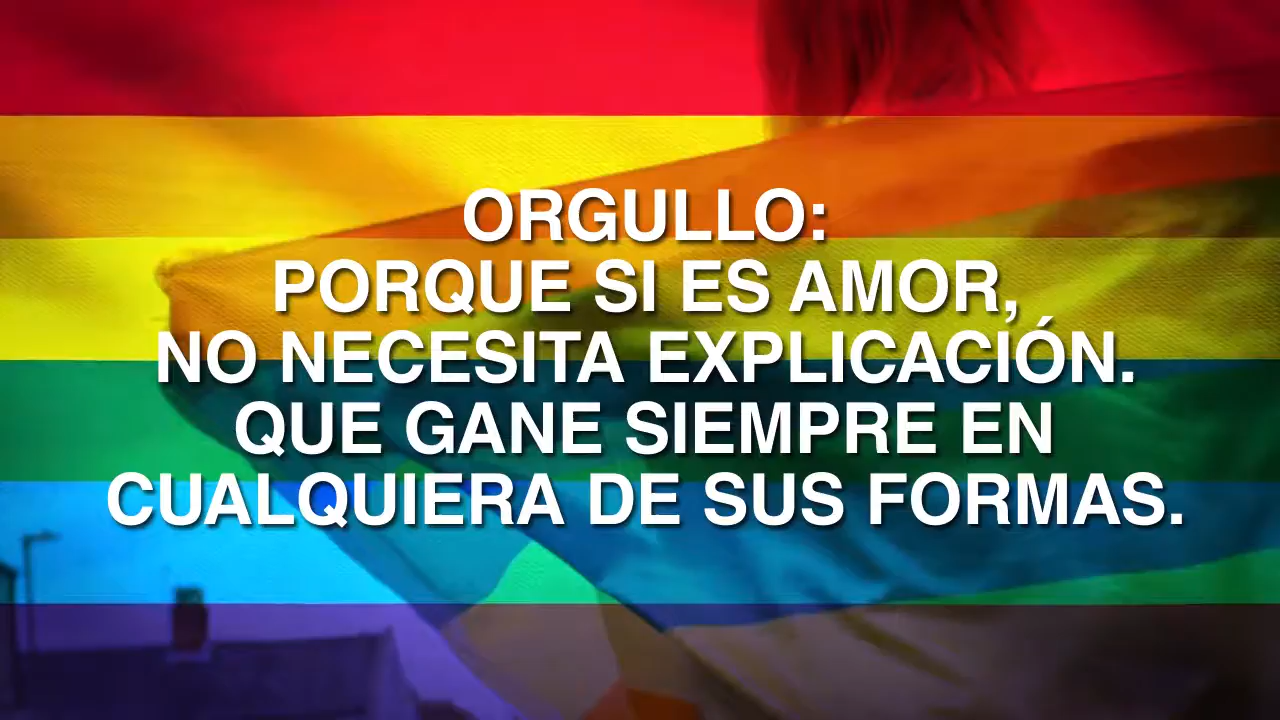 ORGULLO:
PORQUE SI ES AMOR,
NO NECESITA EXPLICACIÓN.
QUE GANE SIEMPRE EN
CUALQUIERA DE SUS FORMAS.